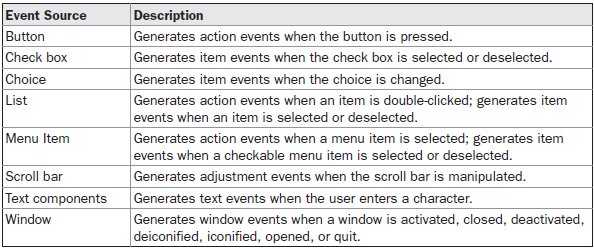 Event Source Description
Button Generates action events when the button is pressed.
Check box Generates item events when the check box is selected or deselected.
Choice Generates item events when the choice is changed.
List Generates action events when an item is double-clicked; generates item
events when an item is selected or deselected.
Menu Item Generates action events when a menu item is selected; generates item
events when a checkable menu item is selected or deselected.
Scroll bar Generates adjustment events when the scroll bar is manipulated.
Text components Generates text events when the user enters a character.
Window Generates window events when a window is activated, closed, deactivated,
deiconified, iconified, opened, or quit.